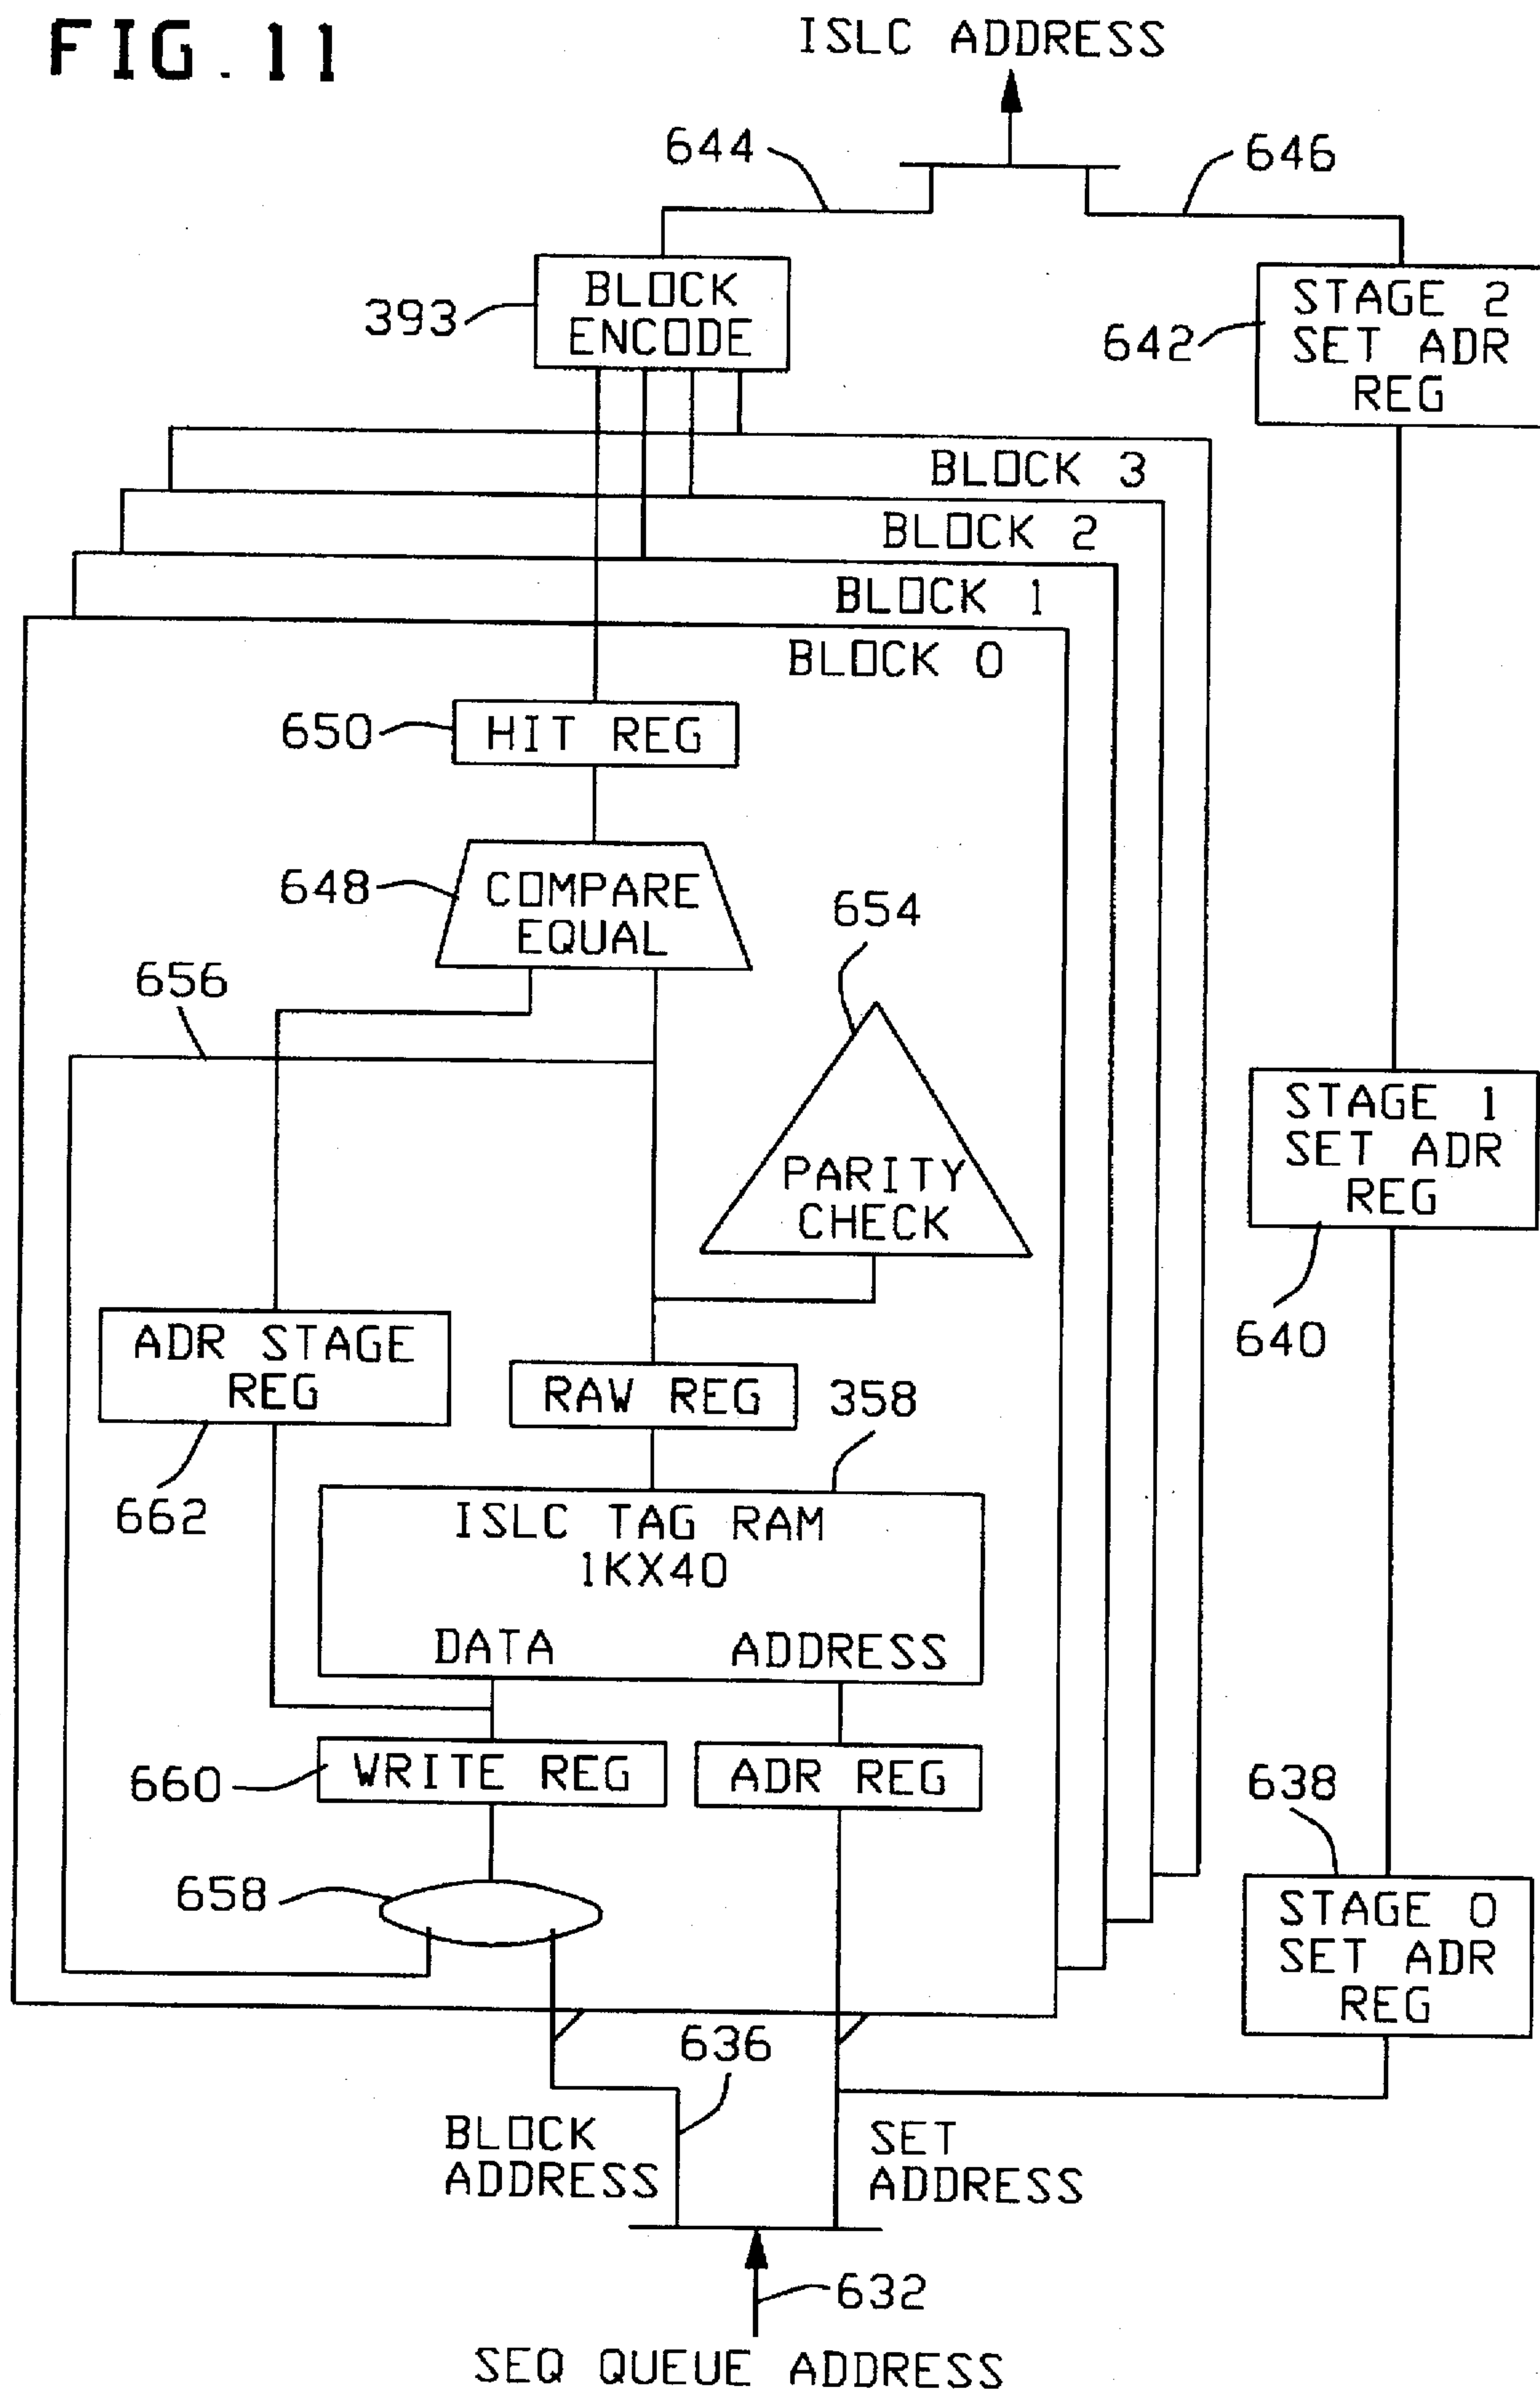 FIG. 11
ISLC ADDRESS
644
646
BLOCK
ENCODE
393
STAGE 2
SET ADR
REG
642
BLOCK 3
BLOCK 2
BLOCK 1
BLOCK 0
650
HIT REG
648
COMPARE
EQUAL
654
656
PARITY
CHECK
STAGE 1
SET ADR
REG
640
ADR STAGE
REG
662
RAW REG
358
ISLC TAG RAM
1KX40
DATA
ADDRESS
660
WRITE REG
ADR REG
638
658
STAGE 0
SET ADR
REG
636
BLOCK
ADDRESS
SET
ADDRESS
632
SEQ QUEUE ADDRESS